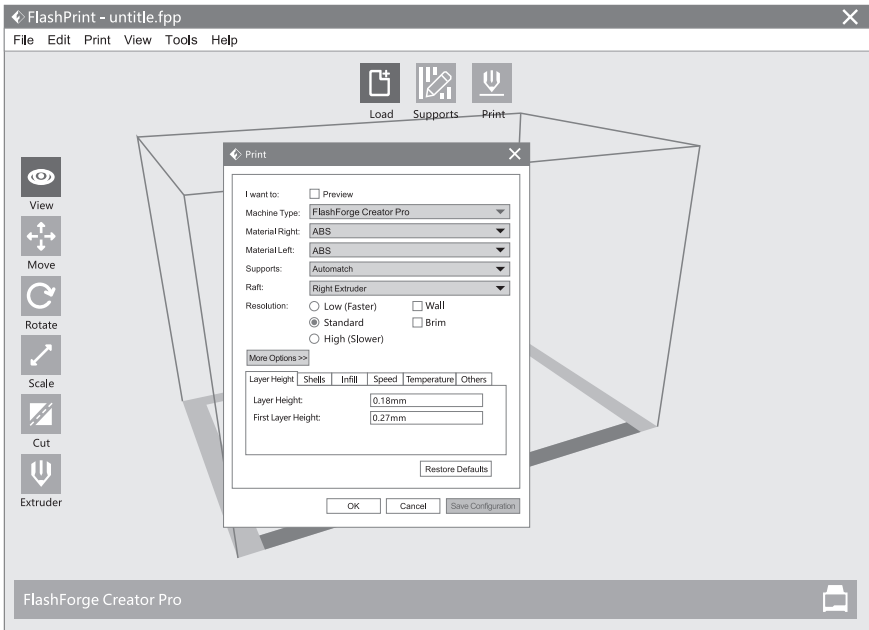 FlashPrint - untitle.fpp
File Edit Print View Tools Help
Load Supports Print
View
Move
Rotate
Scale
Cut
Extruder
Print
I want to: Preview
Machine Type: FlashForge Creator Pro
Material Right: ABS
Material Left: ABS
Supports: Automatch
Raft: Right Extruder
Resolution: Low (Faster) Wall
Standard Brim
High (Slower)
More Options >>
Layer Height Shells Infill Speed Temperature Others
Layer Height: 0.18mm
First Layer Height: 0.27mm
Restore Defaults
OK Cancel Save Configuration
FlashForge Creator Pro